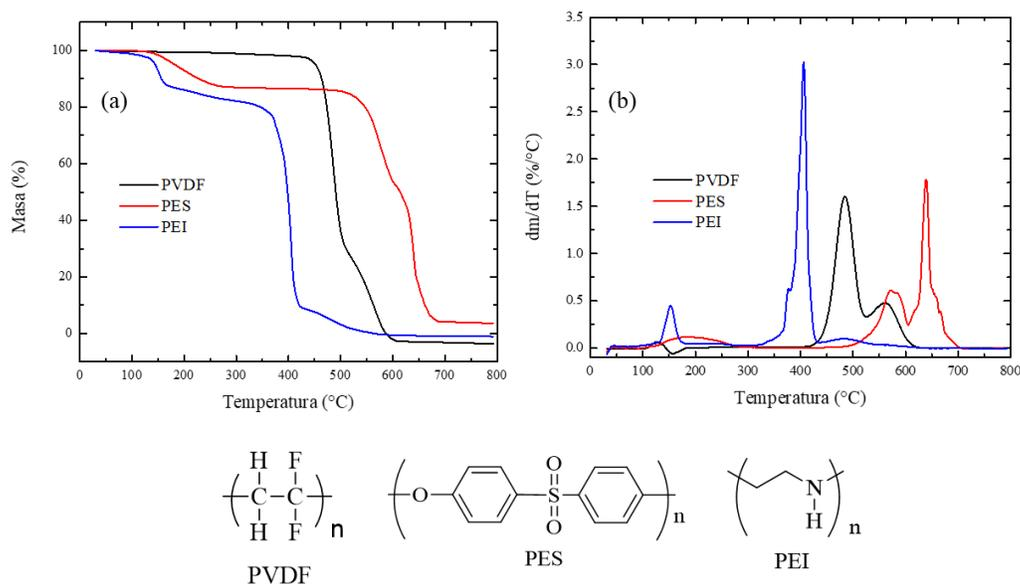 100
80
60
40
20
0
Masa (%)
(a)
PVDF
PES
PEI
0 100 200 300 400 500 600 700 800
Temperatura (°C)
3.5
3.0
2.5
2.0
1.5
1.0
0.5
0.0
dm/dT (%/°C)
(b)
PVDF
PES
PEI
0 100 200 300 400 500 600 700 800
Temperatura (°C)
H F
C C
H F
n
PVDF
O
O S
O
n
PES
N
H
n
PEI